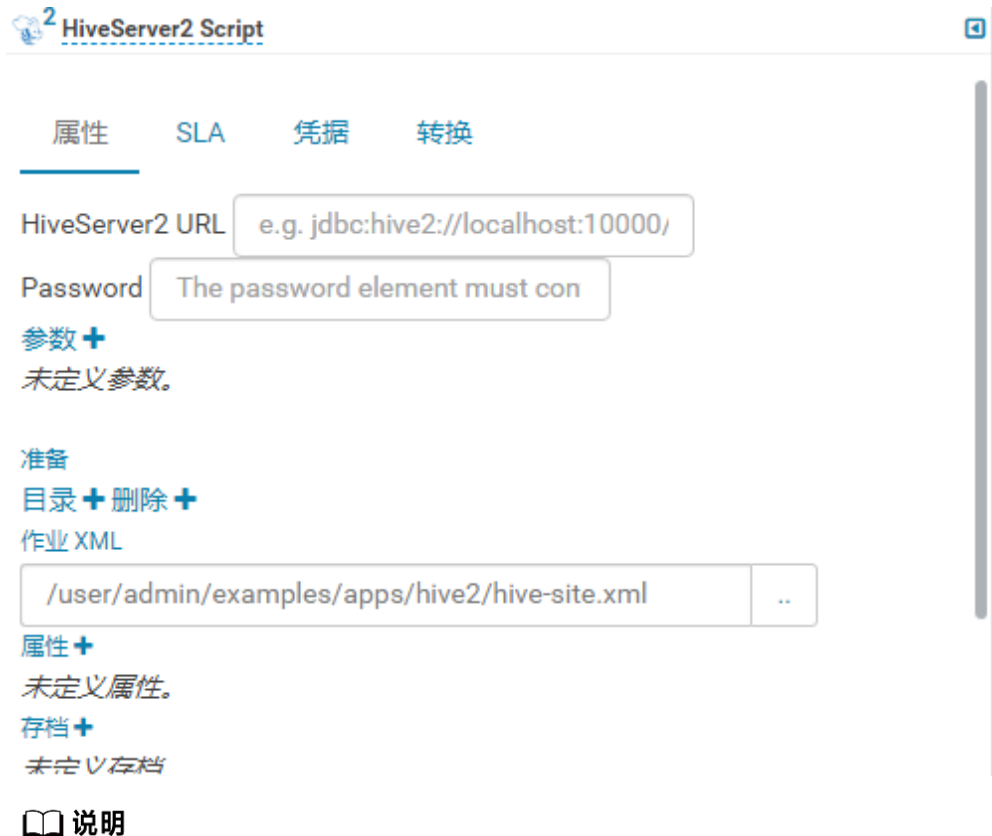 2 HiveServer2 Script
属性 SLA 凭据 转换
HiveServer2 URL e.g. jdbc:hive2://localhost:10000/
Password The password element must con
参数 +
未定义参数。
准备
目录 + 删除 +
作业 XML
/user/admin/examples/apps/hive2/hive-site.xml ..
属性 +
未定义属性。
存档 +
未定义存档
说明